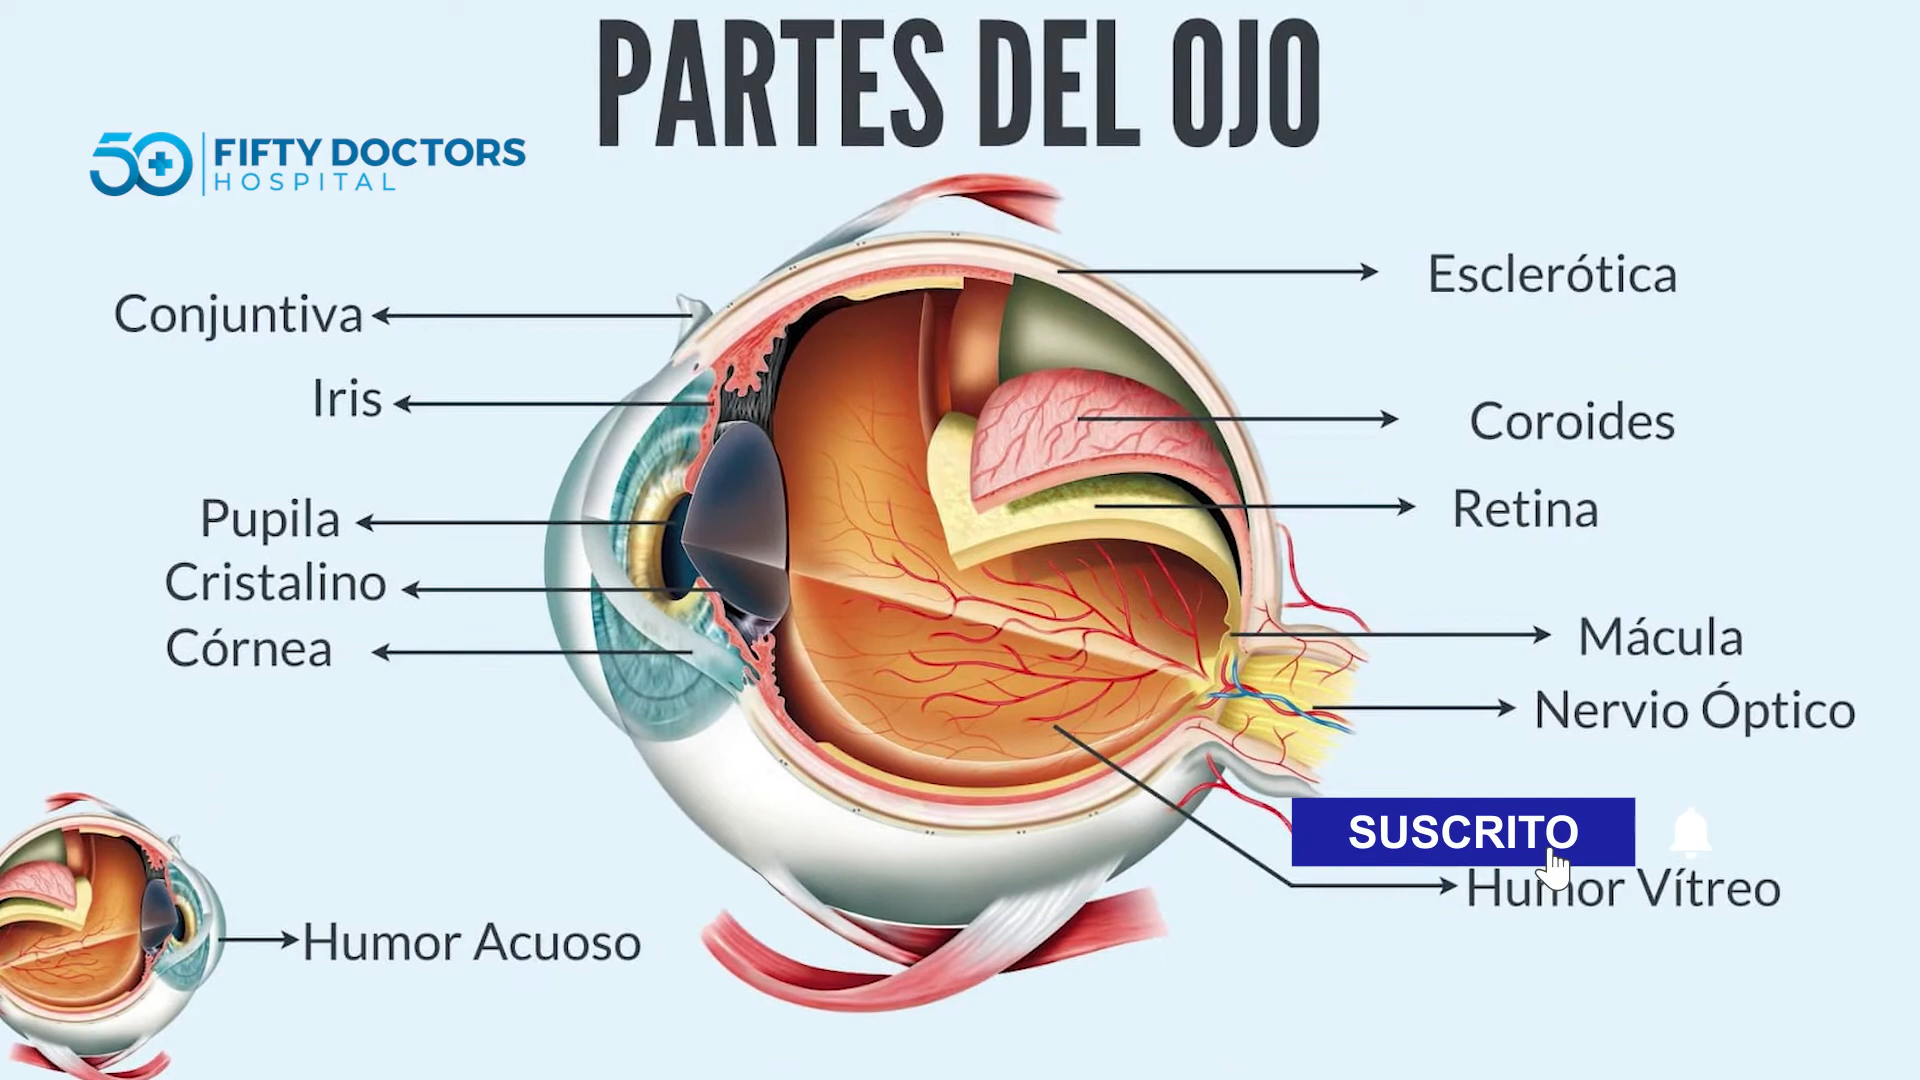 PARTES DEL OJO
50 FIFTY DOCTORS
HOSPITAL
Conjuntiva
Iris
Pupila
Cristalino
Córnea
Humor Acuoso
Esclerótica
Coroides
Retina
Mácula
Nervio Óptico
SUSCRITO
Humor Vítreo